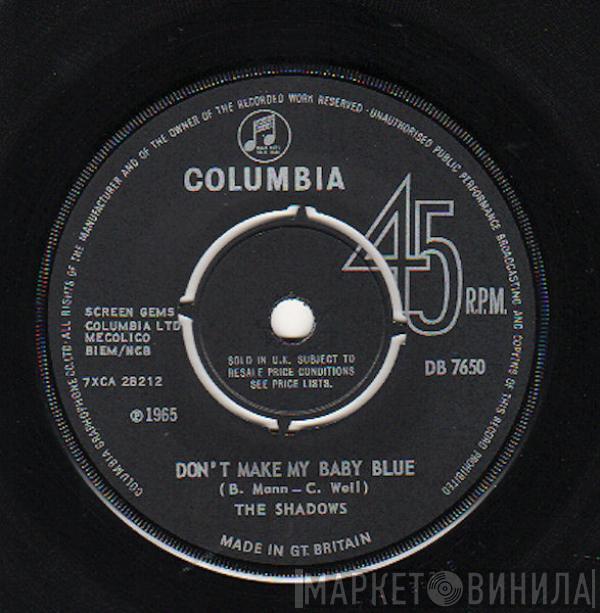 COLUMBIA GRAPHOPHONE CO. LTD. ALL RIGHTS OF THE MANUFACTURER AND OF THE OWNER OF THE RECORDED WORK RESERVED · UNAUTHORISED PUBLIC PERFORMANCE BROADCASTING AND COPYING OF THIS RECORD PROHIBITED
COLUMBIA
45
R.P.M.
SCREEN GEMS
COLUMBIA LTD
MECOLICO
BIEM/NCB
7XCA 28212
℗ 1965
SOLD IN U.K. SUBJECT TO
RESALE PRICE CONDITIONS
SEE PRICE LISTS.
DB 7650
DON'T MAKE MY BABY BLUE
(B. Mann – C. Weil)
THE SHADOWS
MADE IN GT. BRITAIN
МАРКЕТ ВИНИЛА